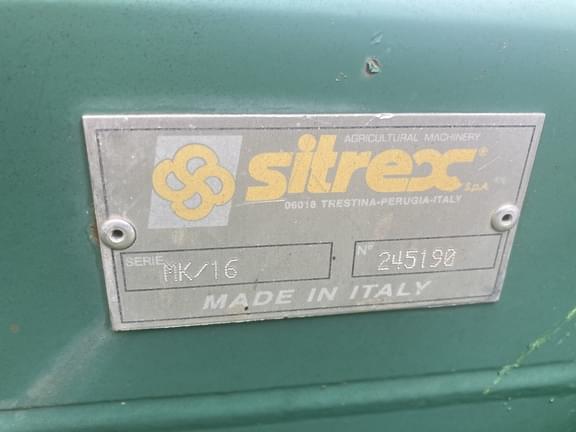 AGRICULTURAL MACHINERY
sitrex®
S.p.A.
06018 TRESTINA-PERUGIA-ITALY
SERIE MK/16
N° 245190
MADE IN ITALY